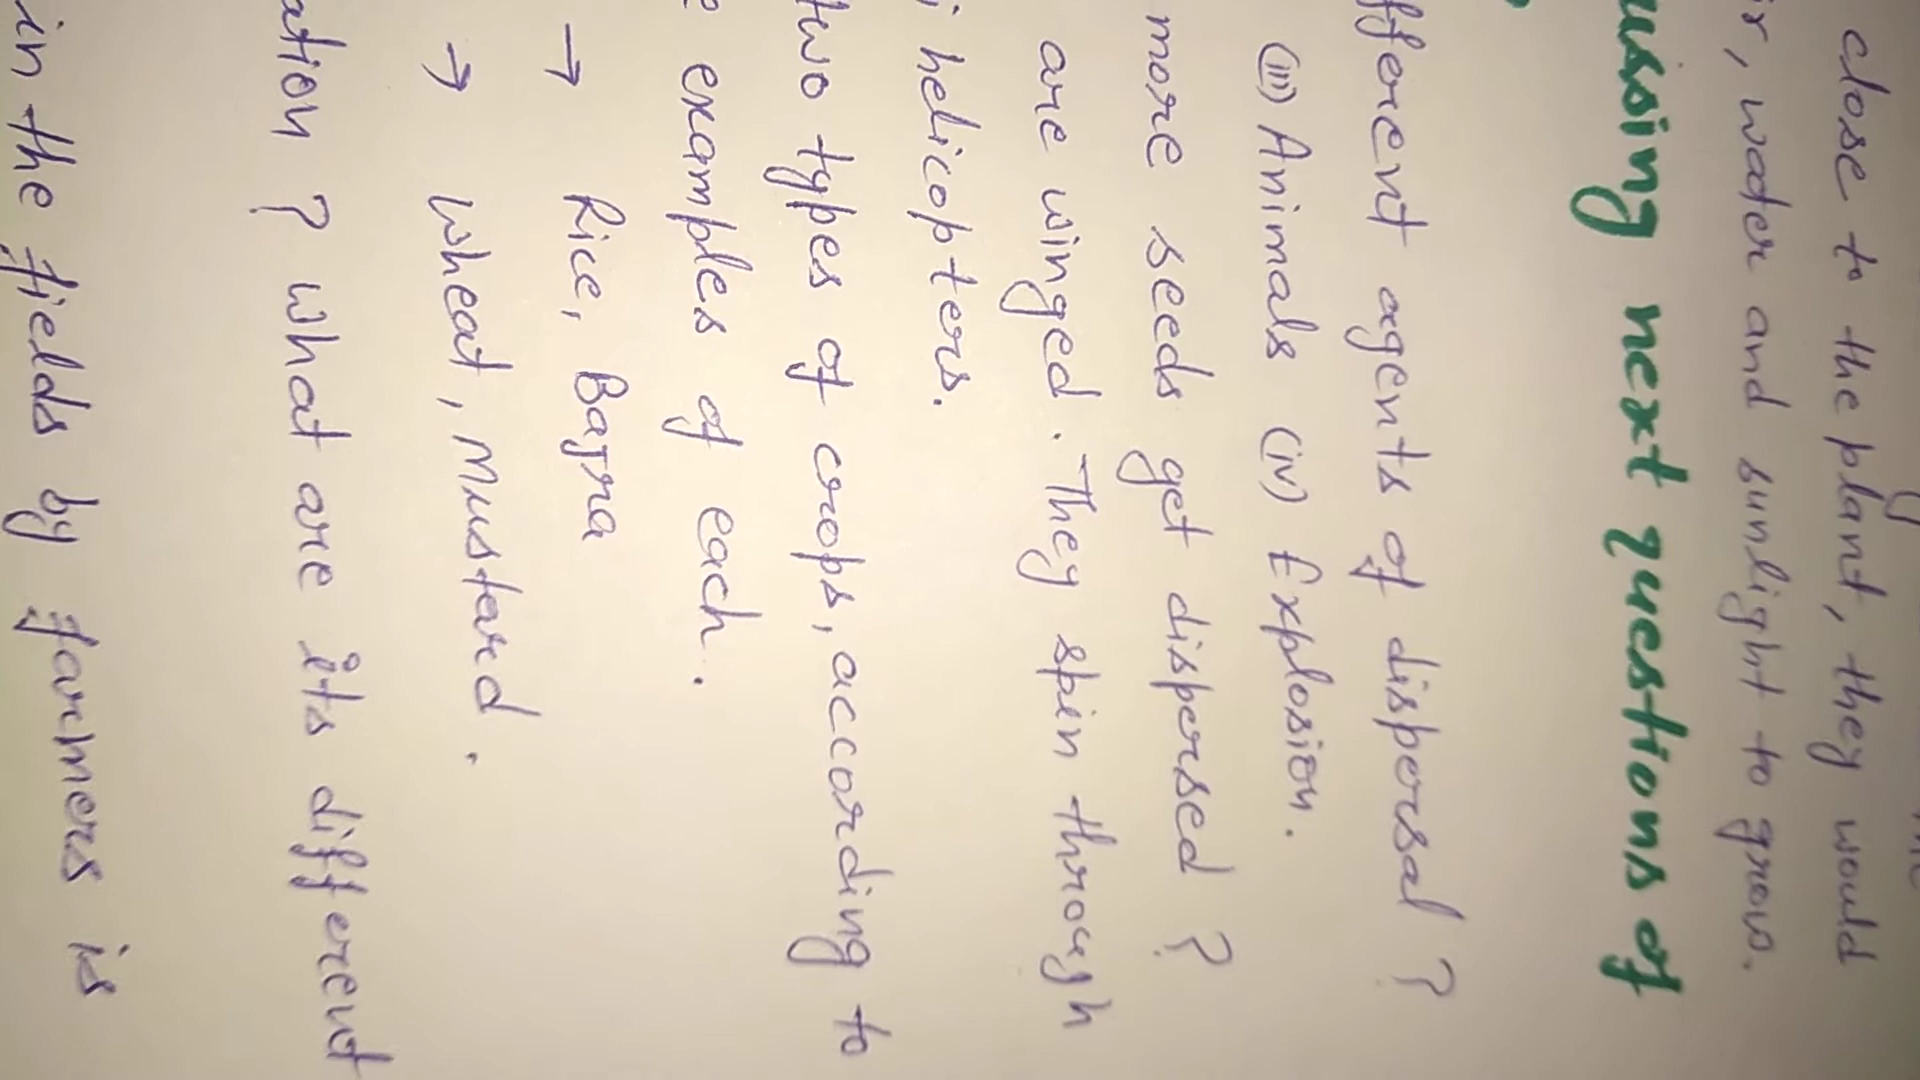 close to the plant, they would
ir, water and sunlight to grow.
ussing next questions of
fferent agents of dispersal ?
(iii) Animals (iv) Explosion.
more seeds get dispersed ?
are winged. They spin through
i helicopters.
two types of crops, according to
e examples of each.
→ Rice, Bajra
→ Wheat, Mustard.
ation ? what are its different
in the fields by farmers is